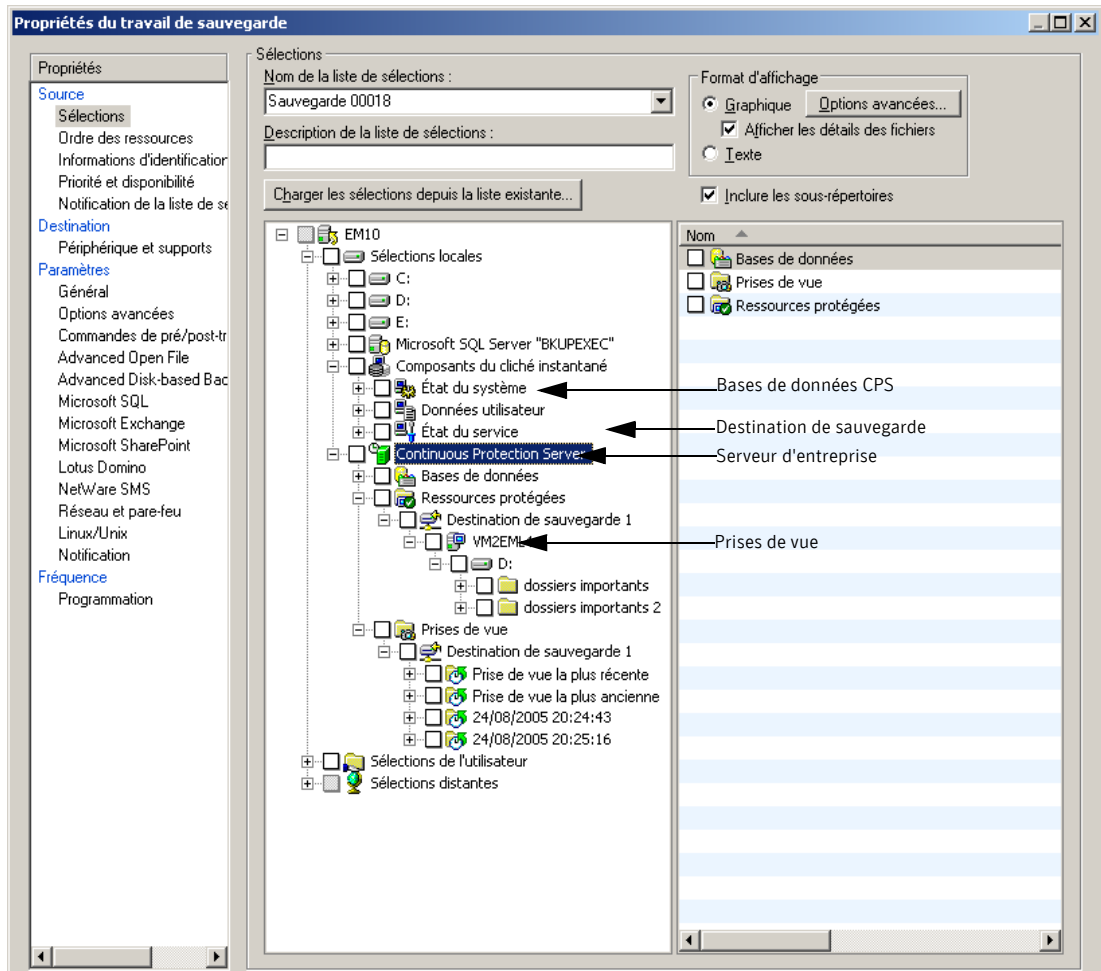 Propriétés du travail de sauvegarde
Propriétés
Source
Sélections
Ordre des ressources
Informations d'identification
Priorité et disponibilité
Notification de la liste de sé
Destination
Périphérique et supports
Paramètres
Général
Options avancées
Commandes de pré/post-tr
Advanced Open File
Advanced Disk-based Bac
Microsoft SQL
Microsoft Exchange
Microsoft SharePoint
Lotus Domino
NetWare SMS
Réseau et pare-feu
Linux/Unix
Notification
Fréquence
Programmation
Sélections
Nom de la liste de sélections :
Sauvegarde 00018
Description de la liste de sélections :
Charger les sélections depuis la liste existante...
Format d'affichage
Graphique
Options avancées...
Afficher les détails des fichiers
Texte
Inclure les sous-répertoires
EM10
Sélections locales
C:
D:
E:
Microsoft SQL Server "BKUPEXEC"
Composants du cliché instantané
État du système
Données utilisateur
État du service
Continuous Protection Server
Bases de données
Ressources protégées
Destination de sauvegarde 1
D:
dossiers importants
dossiers importants 2
Prises de vue
Destination de sauvegarde 1
Prise de vue la plus récente
Prise de vue la plus ancienne
24/08/2005 20:24:43
24/08/2005 20:25:16
Sélections de l'utilisateur
Sélections distantes
Nom
Bases de données
Prises de vue
Ressources protégées
Bases de données CPS
Destination de sauvegarde
Serveur d'entreprise
Prises de vue